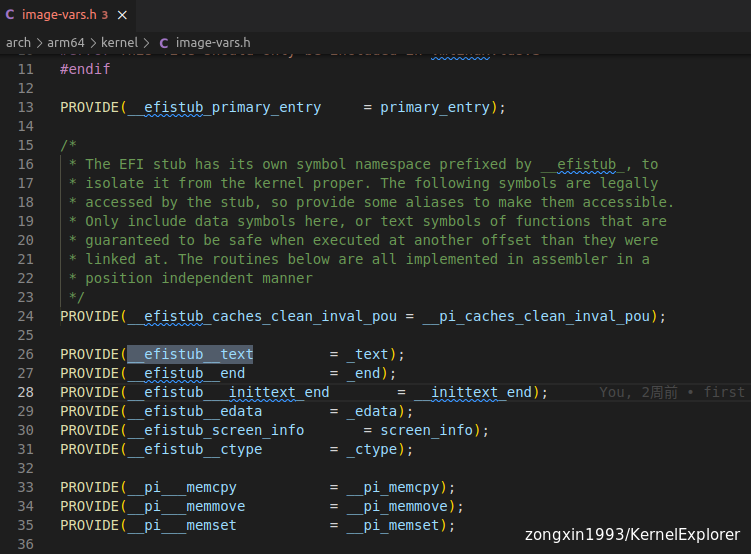 C image-vars.h 3 ×
arch > arm64 > kernel > C image-vars.h
11 #endif
12
13 PROVIDE(__efistub_primary_entry = primary_entry);
14
15 /*
16 * The EFI stub has its own symbol namespace prefixed by __efistub_, to
17 * isolate it from the kernel proper. The following symbols are legally
18 * accessed by the stub, so provide some aliases to make them accessible.
19 * Only include data symbols here, or text symbols of functions that are
20 * guaranteed to be safe when executed at another offset than they were
21 * linked at. The routines below are all implemented in assembler in a
22 * position independent manner
23 */
24 PROVIDE(__efistub_caches_clean_inval_pou = __pi_caches_clean_inval_pou);
25
26 PROVIDE(__efistub__text = _text);
27 PROVIDE(__efistub__end = _end);
28 PROVIDE(__efistub___inittext_end = __inittext_end); You, 2周前 • first
29 PROVIDE(__efistub__edata = _edata);
30 PROVIDE(__efistub_screen_info = screen_info);
31 PROVIDE(__efistub__ctype = _ctype);
32
33 PROVIDE(__pi___memcpy = __pi_memcpy);
34 PROVIDE(__pi___memmove = __pi_memmove);
35 PROVIDE(__pi___memset = __pi_memset);
36
zongxin1993/KernelExplorer